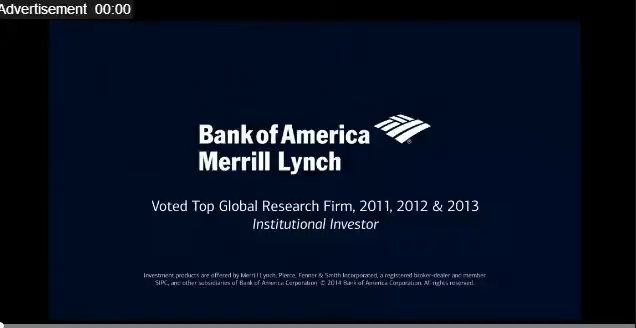 Advertisement 00:00
Bank of America
Merrill Lynch
Voted Top Global Research Firm, 2011, 2012 & 2013
Institutional Investor
Investment products are offered by Merrill Lynch, Pierce, Fenner & Smith Incorporated, a registered broker-dealer and member
SIPC, and other subsidiaries of Bank of America Corporation. © 2014 Bank of America Corporation. All rights reserved.